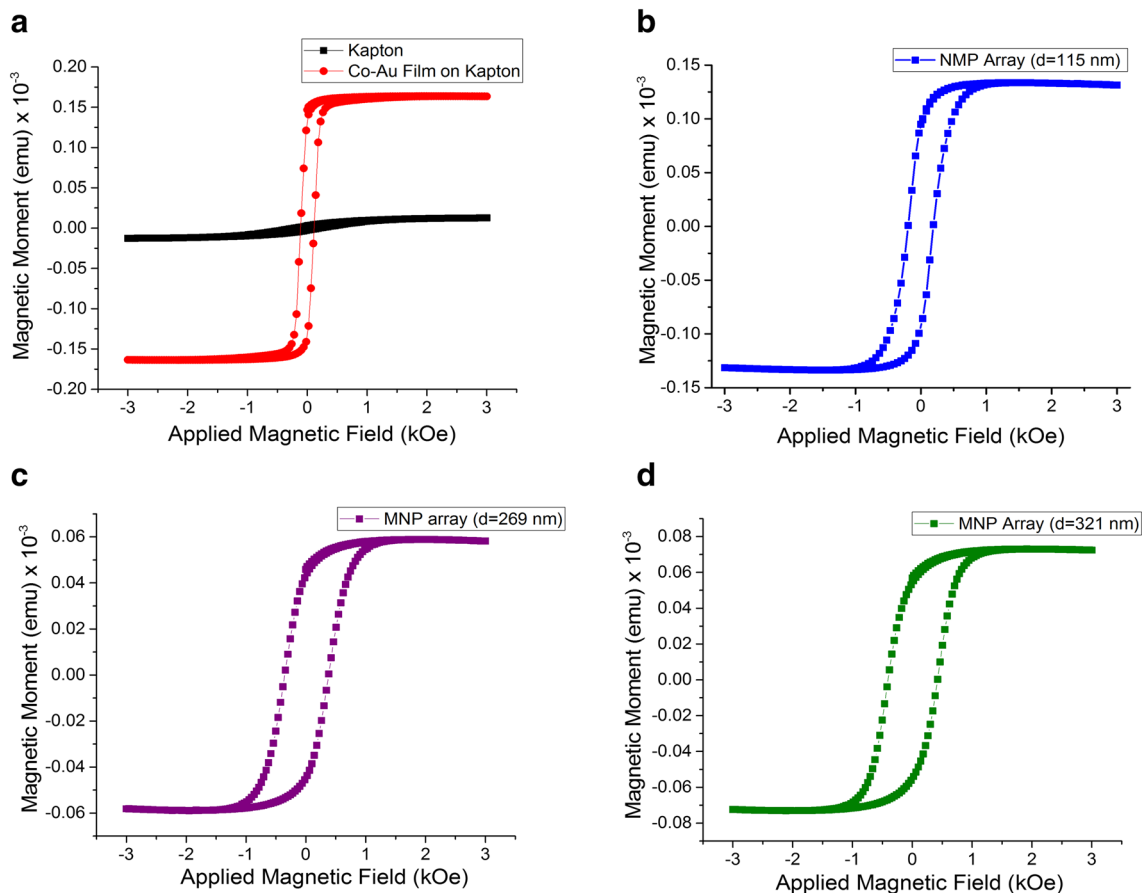 a
Kapton
Co-Au Film on Kapton
Magnetic Moment (emu) x 10⁻³
0.20
0.15
0.10
0.05
0.00
-0.05
-0.10
-0.15
-0.20
-3 -2 -1 0 1 2 3
Applied Magnetic Field (kOe)
b
NMP Array (d=115 nm)
Magnetic Moment (emu) x 10⁻³
0.15
0.10
0.05
0.00
-0.05
-0.10
-0.15
-3 -2 -1 0 1 2 3
Applied Magnetic Field (kOe)
c
MNP array (d=269 nm)
Magnetic Moment (emu) x 10⁻³
0.06
0.04
0.02
0.00
-0.02
-0.04
-0.06
-3 -2 -1 0 1 2 3
Applied Magnetic Field (kOe)
d
MNP Array (d=321 nm)
Magnetic Moment (emu) x 10⁻³
0.08
0.06
0.04
0.02
0.00
-0.02
-0.04
-0.06
-0.08
-3 -2 -1 0 1 2 3
Applied Magnetic Field (kOe)